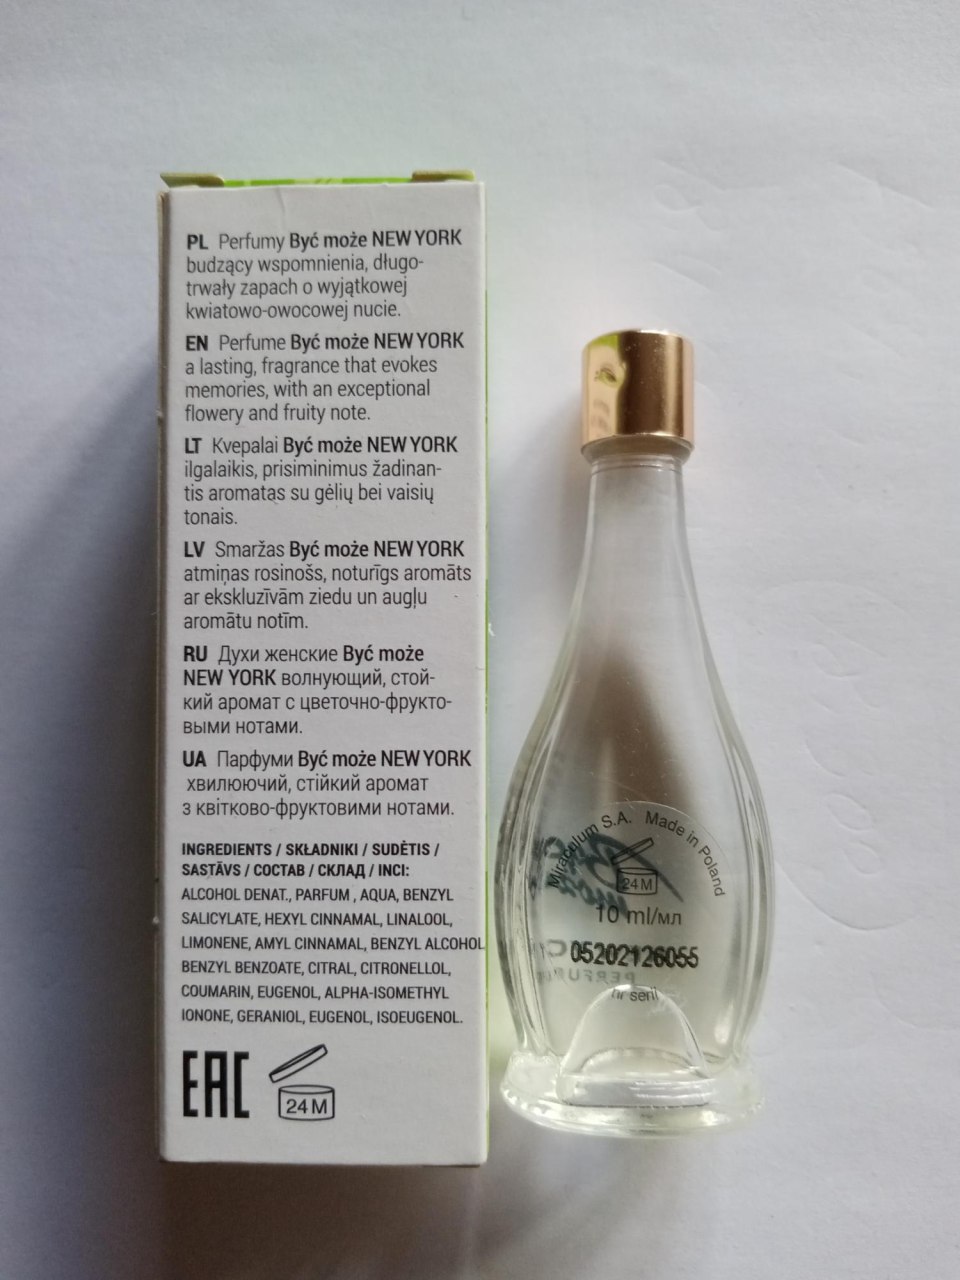 PL Perfumy Być może NEW YORK
budzący wspomnienia, długo-
trwały zapach o wyjątkowej
kwiatowo-owocowej nucie.
EN Perfume Być może NEW YORK
a lasting, fragrance that evokes
memories, with an exceptional
flowery and fruity note.
LT Kvepalai Być może NEW YORK
ilgalaikis, prisiminimus žadinan-
tis aromatas su gėlių bei vaisių
tonais.
LV Smaržas Być może NEW YORK
atmiņas rosinošs, noturīgs aromāts
ar ekskluzīvām ziedu un augļu
aromātu notīm.
RU Духи женские Być może
NEW YORK волнующий, стой-
кий аромат с цветочно-фрукто-
выми нотами.
UA Парфуми Być może NEW YORK
хвилюючий, стійкий аромат
з квітково-фруктовими нотами.
INGREDIENTS / SKŁADNIKI / SUDĖTIS /
SASTĀVS / СОСТАВ / СКЛАД / INCI:
ALCOHOL DENAT., PARFUM , AQUA, BENZYL
SALICYLATE, HEXYL CINNAMAL, LINALOOL,
LIMONENE, AMYL CINNAMAL, BENZYL ALCOHOL
BENZYL BENZOATE, CITRAL, CITRONELLOL,
COUMARIN, EUGENOL, ALPHA-ISOMETHYL
IONONE, GERANIOL, EUGENOL, ISOEUGENOL.
EAC
24 M
Miraculum S.A. Made in Poland
24 M
10 ml/мл
05202126055
nr serii